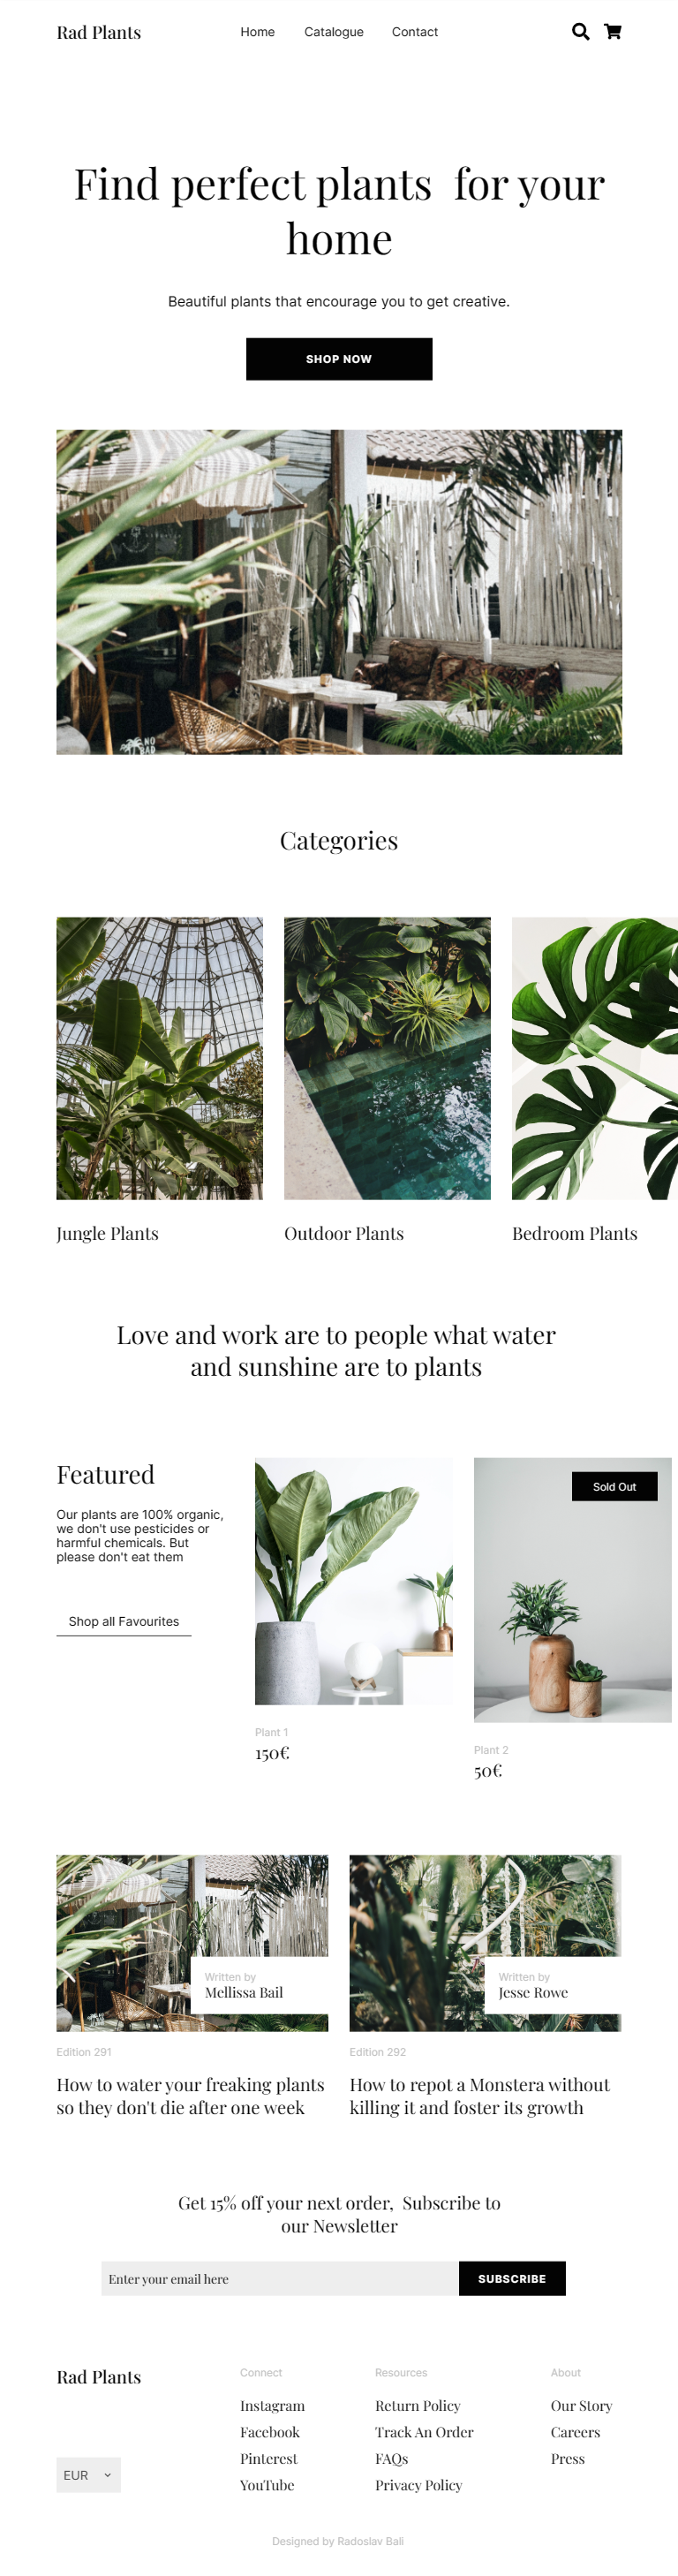 Rad Plants
Home
Catalogue
Contact
Find perfect plants for your
home
Beautiful plants that encourage you to get creative.
SHOP NOW
NO
BAD
Categories
Jungle Plants
Outdoor Plants
Bedroom Plants
Love and work are to people what water
and sunshine are to plants
Featured
Our plants are 100% organic,
we don't use pesticides or
harmful chemicals. But
please don't eat them
Shop all Favourites
Plant 1
150€
Sold Out
Plant 2
50€
Written by
Mellissa Bail
Edition 291
How to water your freaking plants
so they don't die after one week
Written by
Jesse Rowe
Edition 292
How to repot a Monstera without
killing it and foster its growth
Get 15% off your next order, Subscribe to
our Newsletter
Enter your email here
SUBSCRIBE
Rad Plants
EUR
Connect
Instagram
Facebook
Pinterest
YouTube
Resources
Return Policy
Track An Order
FAQs
Privacy Policy
About
Our Story
Careers
Press
Designed by Radoslav Bali